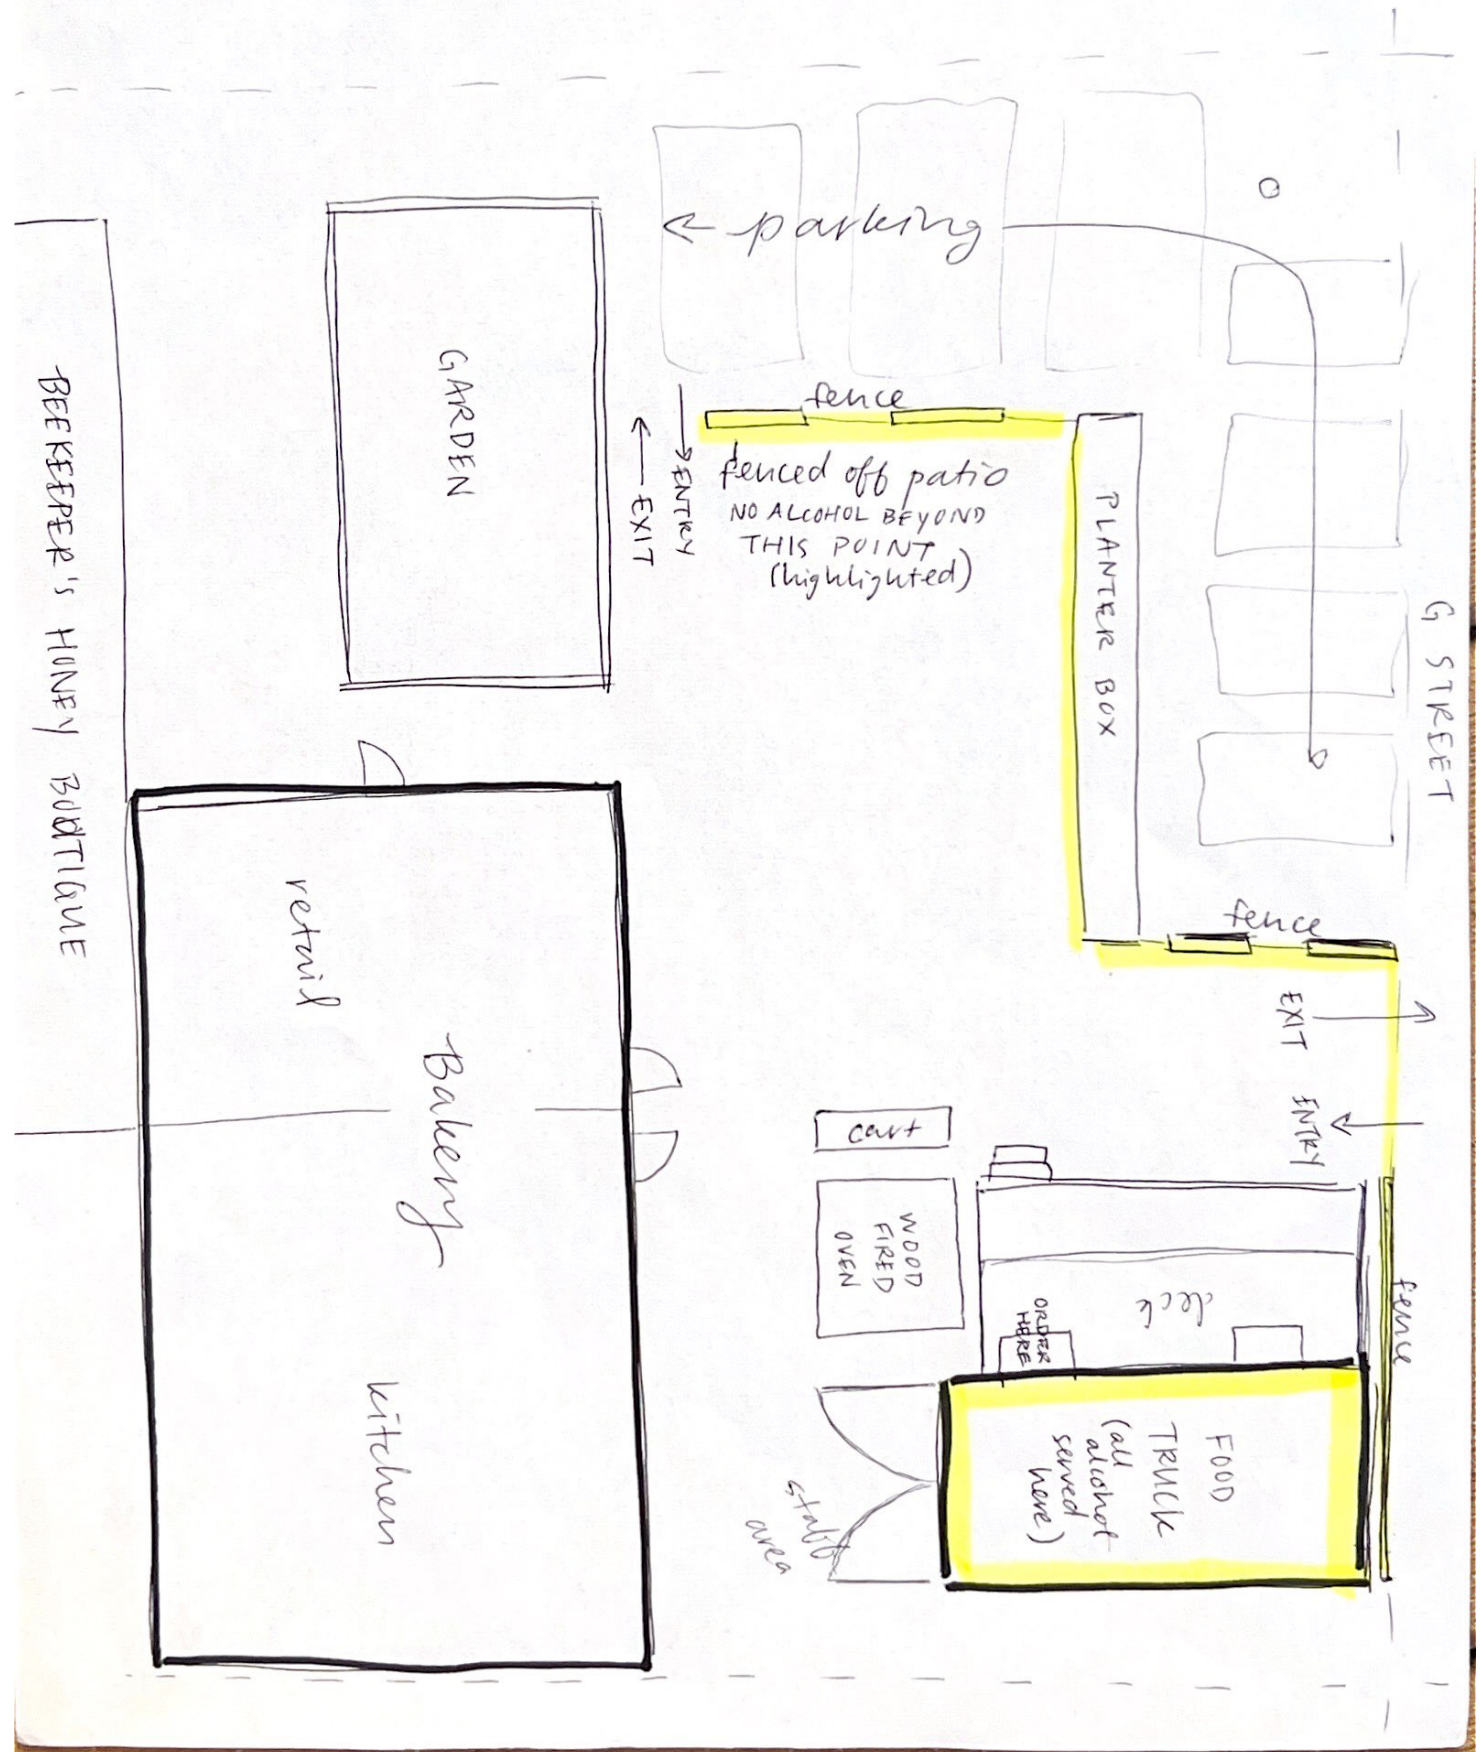 parking
fence
fenced off patio
NO ALCOHOL BEYOND
THIS POINT
(highlighted)
ENTRY
EXIT
GARDEN
PLANTER BOX
G STREET
BEEKEEPER'S HONEY BOUTIQUE
fence
EXIT
ENTRY
retail
Bakery
kitchen
cart
WOOD
FIRED
OVEN
deck
ORDER
HERE
fence
FOOD
TRUCK
(all
alcohol
served
here)
staff
area